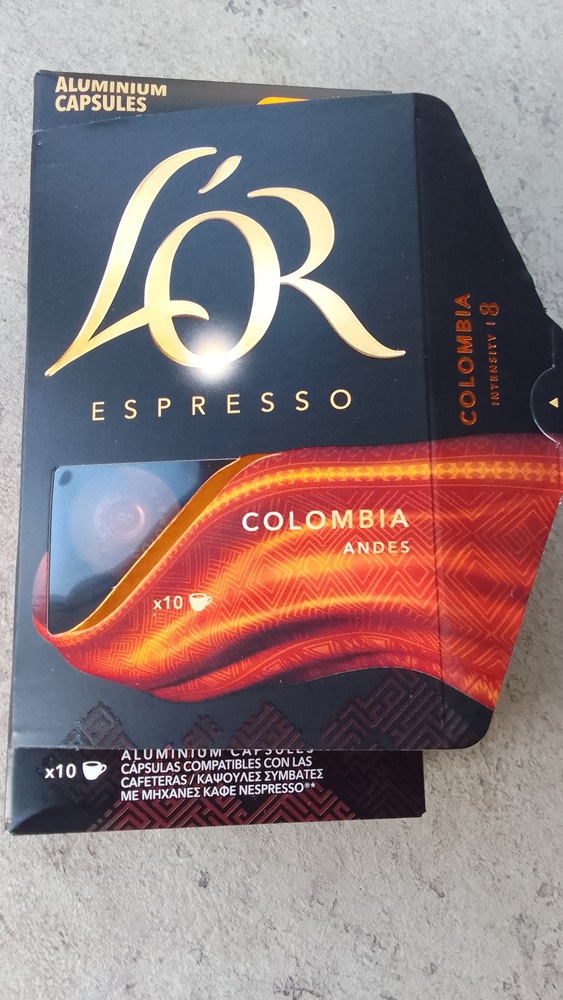 ALUMINIUM
CAPSULES
L'OR
ESPRESSO
COLOMBIA
ANDES
x10
COLOMBIA
INTENSITY | 8
8
ALUMINIUM CAPSULES
x10
CÁPSULAS COMPATIBLES CON LAS
CAFETERAS / ΚΑΨΟΥΛΕΣ ΣΥΜΒΑΤΕΣ
ΜΕ ΜΗΧΑΝΕΣ ΚΑΦΕ NESPRESSO®*